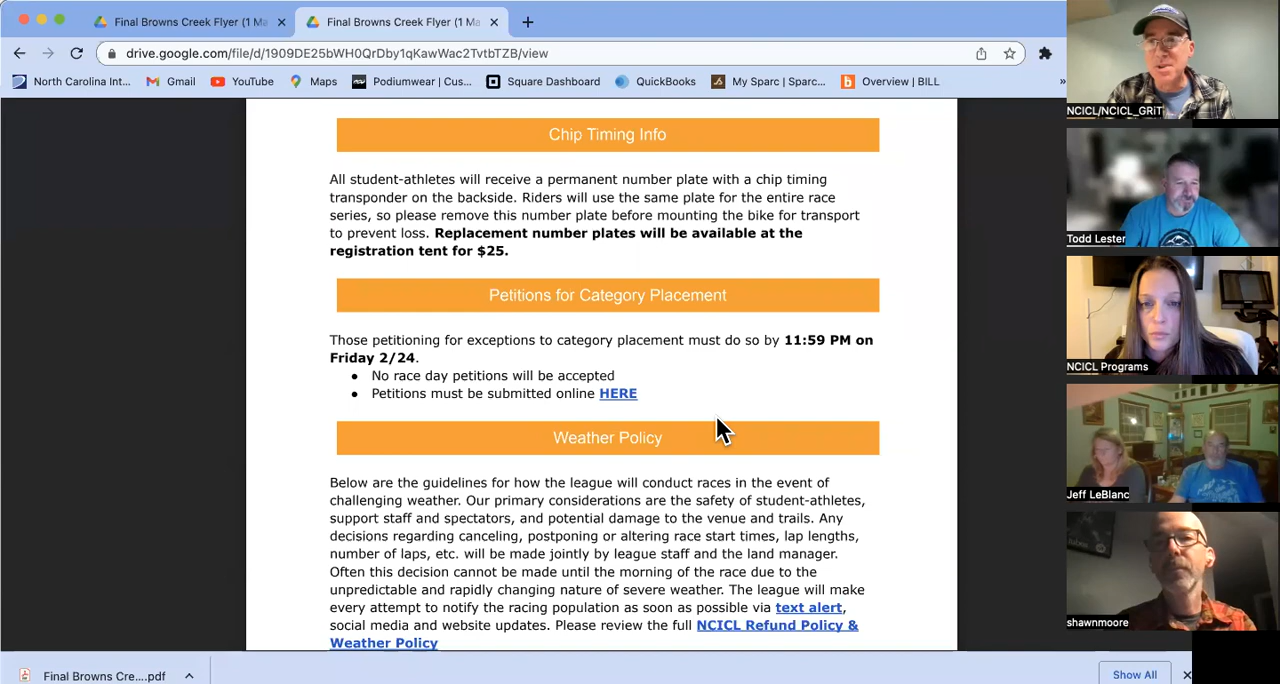 Final Browns Creek Flyer (1 Ma
Final Browns Creek Flyer (1 Ma
drive.google.com/file/d/1909DE25bWH0QrDby1qKawWac2TvtbTZB/view
North Carolina Int... Gmail YouTube Maps Podiumwear | Cus... Square Dashboard QuickBooks My Sparc | Sparc... Overview | BILL »
Chip Timing Info
All student-athletes will receive a permanent number plate with a chip timing
transponder on the backside. Riders will use the same plate for the entire race
series, so please remove this number plate before mounting the bike for transport
to prevent loss. Replacement number plates will be available at the
registration tent for $25.
Petitions for Category Placement
Those petitioning for exceptions to category placement must do so by 11:59 PM on
Friday 2/24.
● No race day petitions will be accepted
● Petitions must be submitted online HERE
Weather Policy
Below are the guidelines for how the league will conduct races in the event of
challenging weather. Our primary considerations are the safety of student-athletes,
support staff and spectators, and potential damage to the venue and trails. Any
decisions regarding canceling, postponing or altering race start times, lap lengths,
number of laps, etc. will be made jointly by league staff and the land manager.
Often this decision cannot be made until the morning of the race due to the
unpredictable and rapidly changing nature of severe weather. The league will make
every attempt to notify the racing population as soon as possible via text alert,
social media and website updates. Please review the full NCICL Refund Policy &
Weather Policy
Final Browns Cre....pdf
Show All
NCICL/NCICL_GRiT
Todd Lester
NCICL Programs
Jeff LeBlanc
shawnmoore